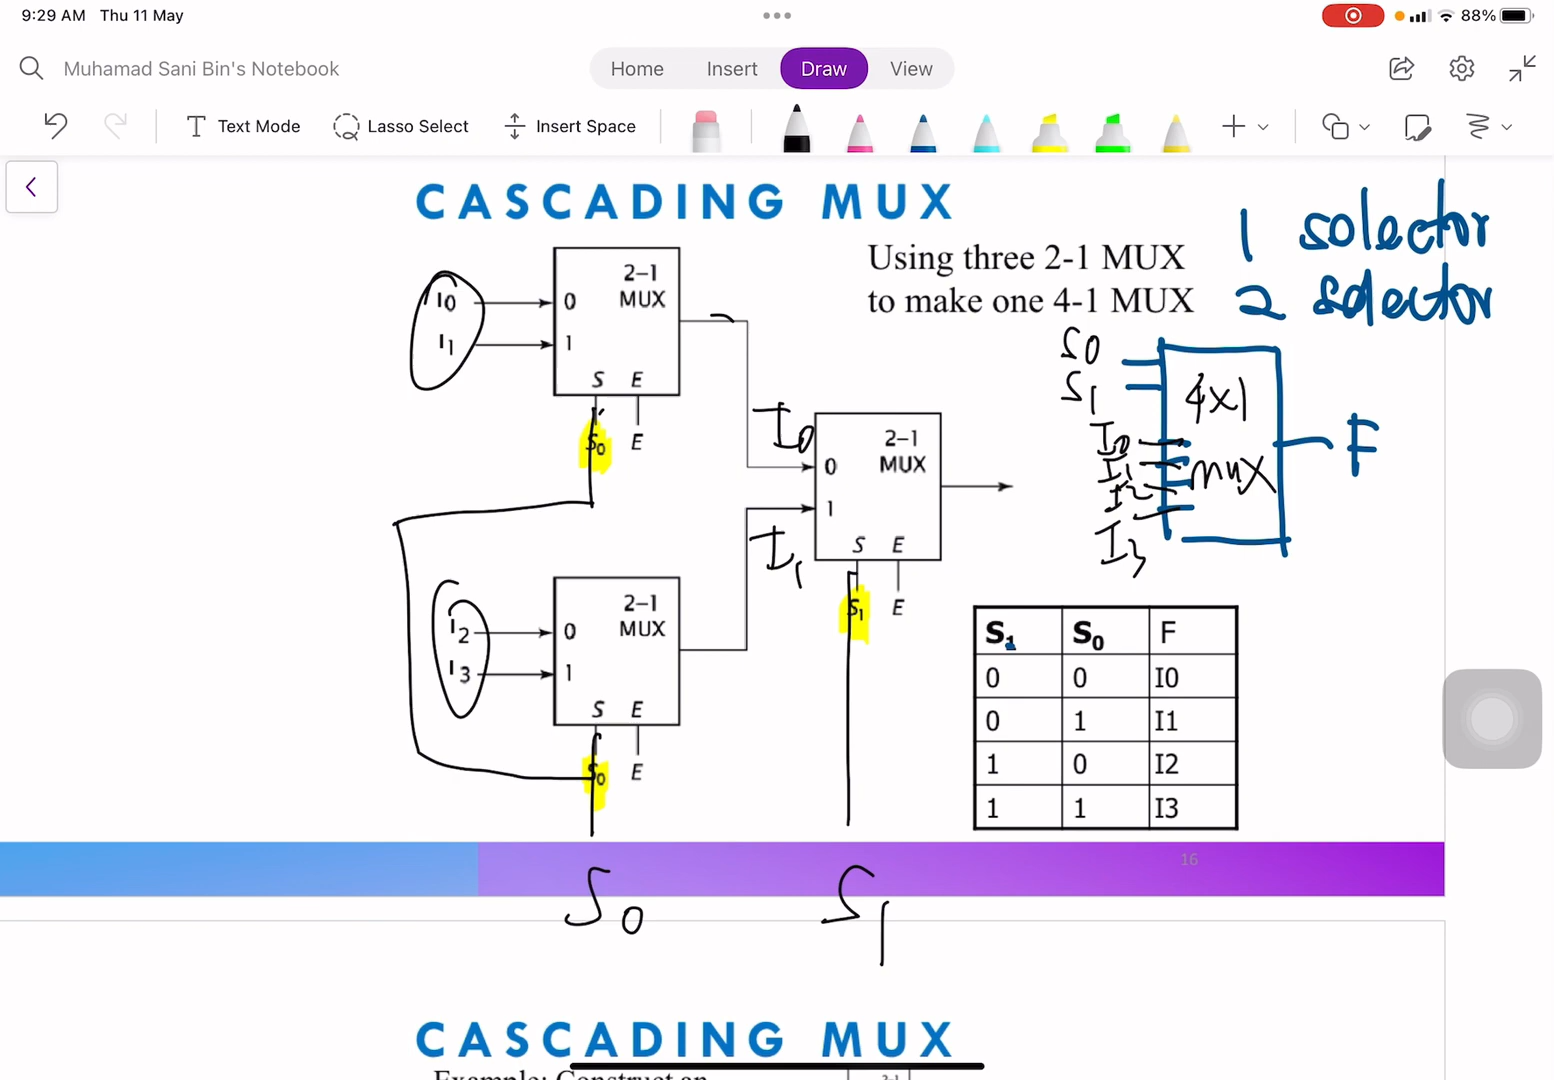 9:29 AM Thu 11 May
88%
Muhamad Sani Bin's Notebook
Home Insert Draw View
Text Mode Lasso Select Insert Space
CASCADING MUX
1 solector
2 selector
Using three 2-1 MUX
to make one 4-1 MUX
I0 0 2-1 MUX
I1 1
S E
S0 E
I0 0 2-1 MUX
I1 1
S E
S1 E
I2 0 2-1 MUX
I3 1
S E
S0 E
S0
S1
I0
I1
I2
I3
4x1
mux
F
S1 S0 F
0 0 I0
0 1 I1
1 0 I2
1 1 I3
16
S0 S1
CASCADING MUX
Example: Construct an